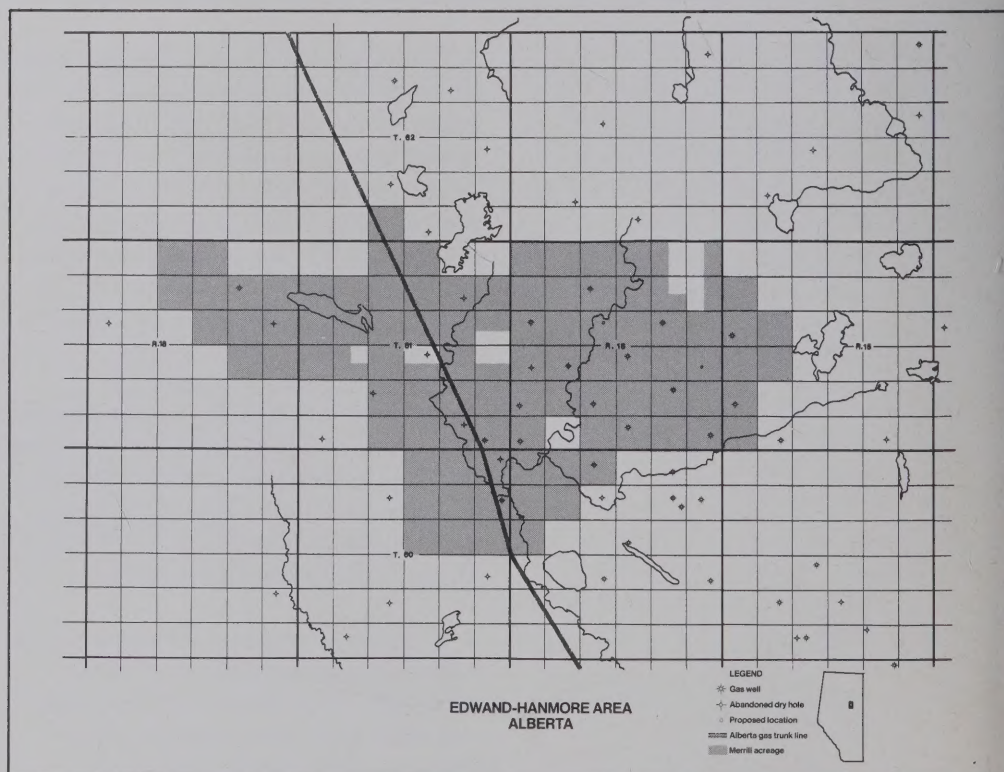 T. 62
R.18
T. 61
R. 16
R.15
T. 60
EDWAND-HANMORE AREA
ALBERTA
LEGEND
Gas well
Abandoned dry hole
Proposed location
Alberta gas trunk line
Merrill acreage